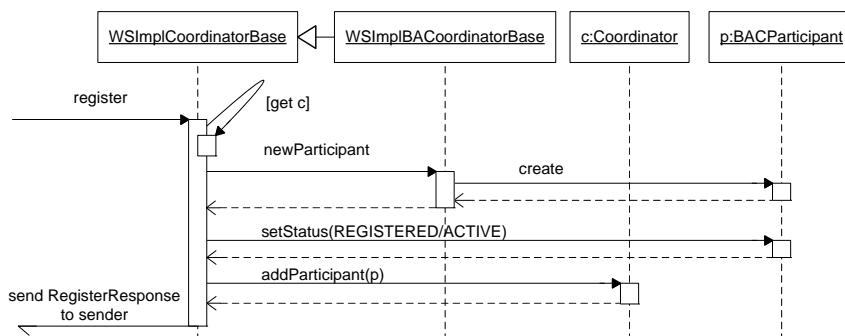 WSImplCoordinatorBase
WSImplBACoordinatorBase
c:Coordinator
p:BACParticipant
register
[get c]
newParticipant
create
setStatus(REGISTERED/ACTIVE)
addParticipant(p)
send RegisterResponse
to sender